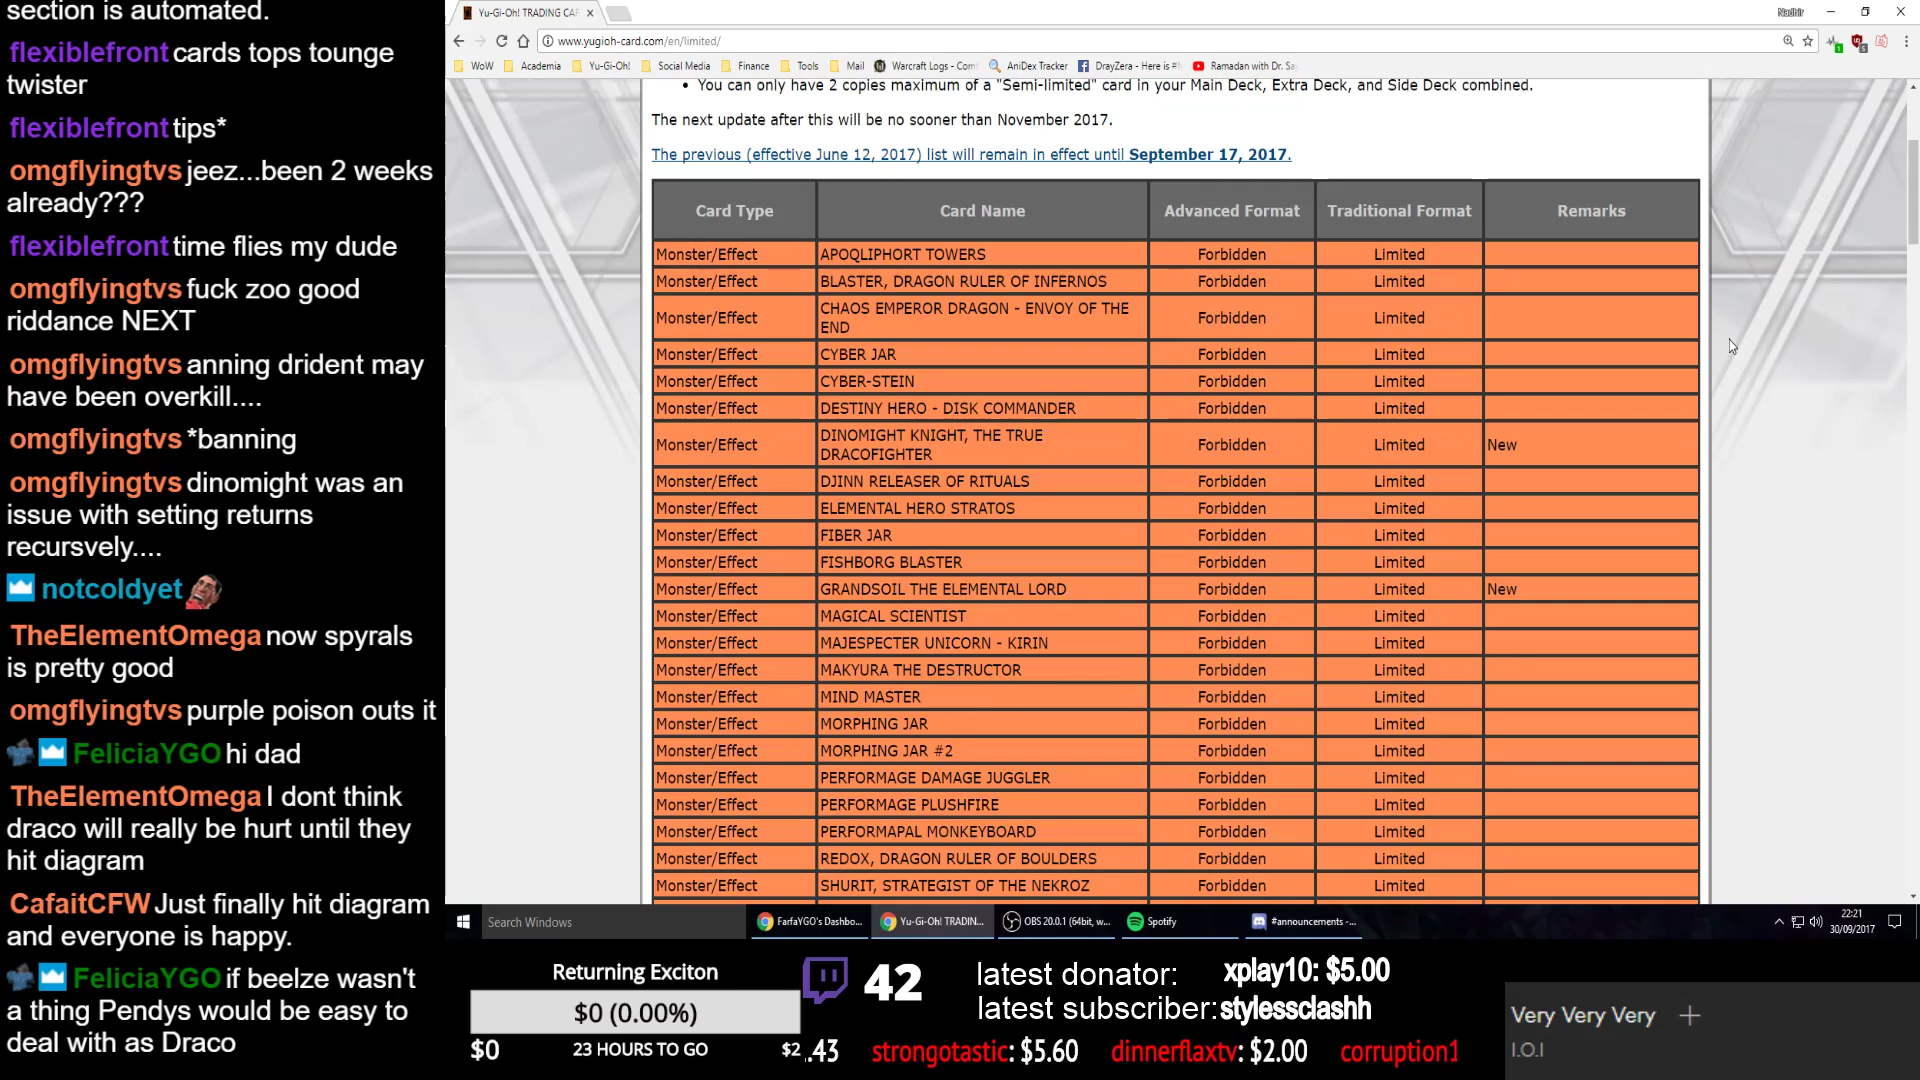 section is automated.
flexiblefront cards tops tounge
twister
flexiblefront tips*
omgflyingtvs jeez...been 2 weeks
already???
flexiblefront time flies my dude
omgflyingtvs fuck zoo good
riddance NEXT
omgflyingtvs anning drident may
have been overkill....
omgflyingtvs *banning
omgflyingtvs dinomight was an
issue with setting returns
recursvely....
notcoldyet
TheElementOmega now spyrals
is pretty good
omgflyingtvs purple poison outs it
FeliciaYGO hi dad
TheElementOmega I dont think
draco will really be hurt until they
hit diagram
CafaitCFW Just finally hit diagram
and everyone is happy.
FeliciaYGO if beelze wasn't
a thing Pendys would be easy to
deal with as Draco
Yu-Gi-Oh! TRADING CAR
Nadhir
www.yugioh-card.com/en/limited/
WoW Academia Yu-Gi-Oh! Social Media Finance Tools Mail Warcraft Logs - Com AniDex Tracker DrayZera - Here is #N Ramadan with Dr. Sa
• You can only have 2 copies maximum of a "Semi-limited" card in your Main Deck, Extra Deck, and Side Deck combined.
The next update after this will be no sooner than November 2017.
The previous (effective June 12, 2017) list will remain in effect until September 17, 2017.
Card Type Card Name Advanced Format Traditional Format Remarks
Monster/Effect APOQLIPHORT TOWERS Forbidden Limited
Monster/Effect BLASTER, DRAGON RULER OF INFERNOS Forbidden Limited
Monster/Effect CHAOS EMPEROR DRAGON - ENVOY OF THE
END Forbidden Limited
Monster/Effect CYBER JAR Forbidden Limited
Monster/Effect CYBER-STEIN Forbidden Limited
Monster/Effect DESTINY HERO - DISK COMMANDER Forbidden Limited
Monster/Effect DINOMIGHT KNIGHT, THE TRUE
DRACOFIGHTER Forbidden Limited New
Monster/Effect DJINN RELEASER OF RITUALS Forbidden Limited
Monster/Effect ELEMENTAL HERO STRATOS Forbidden Limited
Monster/Effect FIBER JAR Forbidden Limited
Monster/Effect FISHBORG BLASTER Forbidden Limited
Monster/Effect GRANDSOIL THE ELEMENTAL LORD Forbidden Limited New
Monster/Effect MAGICAL SCIENTIST Forbidden Limited
Monster/Effect MAJESPECTER UNICORN - KIRIN Forbidden Limited
Monster/Effect MAKYURA THE DESTRUCTOR Forbidden Limited
Monster/Effect MIND MASTER Forbidden Limited
Monster/Effect MORPHING JAR Forbidden Limited
Monster/Effect MORPHING JAR #2 Forbidden Limited
Monster/Effect PERFORMAGE DAMAGE JUGGLER Forbidden Limited
Monster/Effect PERFORMAGE PLUSHFIRE Forbidden Limited
Monster/Effect PERFORMAPAL MONKEYBOARD Forbidden Limited
Monster/Effect REDOX, DRAGON RULER OF BOULDERS Forbidden Limited
Monster/Effect SHURIT, STRATEGIST OF THE NEKROZ Forbidden Limited
Search Windows FarfaYGO's Dashbo... Yu-Gi-Oh! TRADIN... OBS 20.0.1 (64bit, w... Spotify #announcements -...
22:21
30/09/2017
Returning Exciton
$0 (0.00%)
$0 23 HOURS TO GO $2
42
latest donator: xplay10: $5.00
latest subscriber: stylessclashh
.43 strongotastic: $5.60 dinnerflaxtv: $2.00 corruption1
Very Very Very
I.O.I